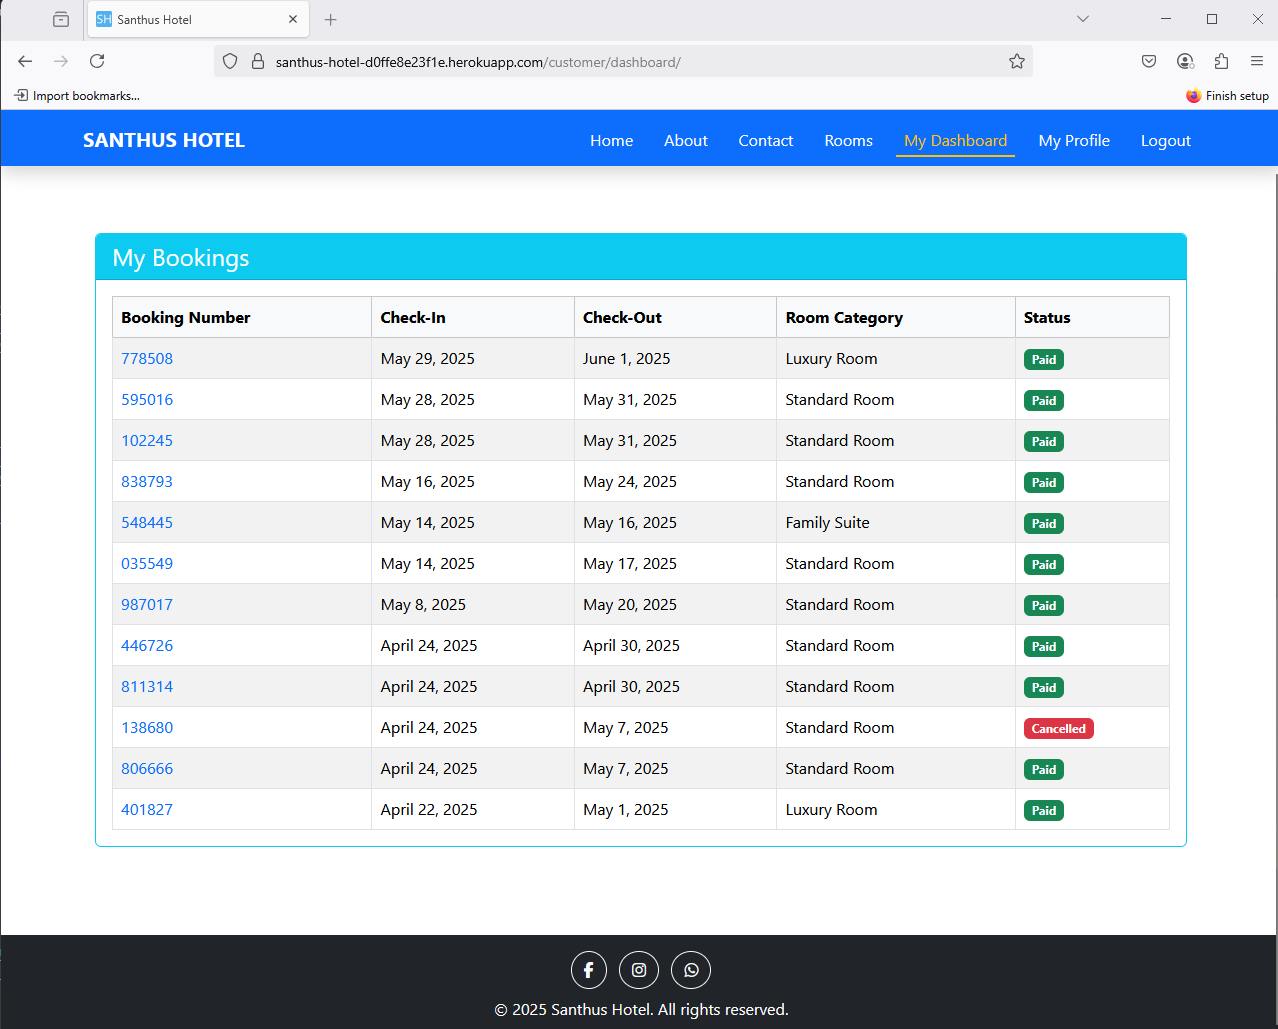 SH Santhus Hotel
santhus-hotel-d0ffe8e23f1e.herokuapp.com/customer/dashboard/
Import bookmarks... Finish setup
SANTHUS HOTEL Home About Contact Rooms My Dashboard My Profile Logout
My Bookings
Booking Number Check-In Check-Out Room Category Status
778508 May 29, 2025 June 1, 2025 Luxury Room Paid
595016 May 28, 2025 May 31, 2025 Standard Room Paid
102245 May 28, 2025 May 31, 2025 Standard Room Paid
838793 May 16, 2025 May 24, 2025 Standard Room Paid
548445 May 14, 2025 May 16, 2025 Family Suite Paid
035549 May 14, 2025 May 17, 2025 Standard Room Paid
987017 May 8, 2025 May 20, 2025 Standard Room Paid
446726 April 24, 2025 April 30, 2025 Standard Room Paid
811314 April 24, 2025 April 30, 2025 Standard Room Paid
138680 April 24, 2025 May 7, 2025 Standard Room Cancelled
806666 April 24, 2025 May 7, 2025 Standard Room Paid
401827 April 22, 2025 May 1, 2025 Luxury Room Paid
© 2025 Santhus Hotel. All rights reserved.